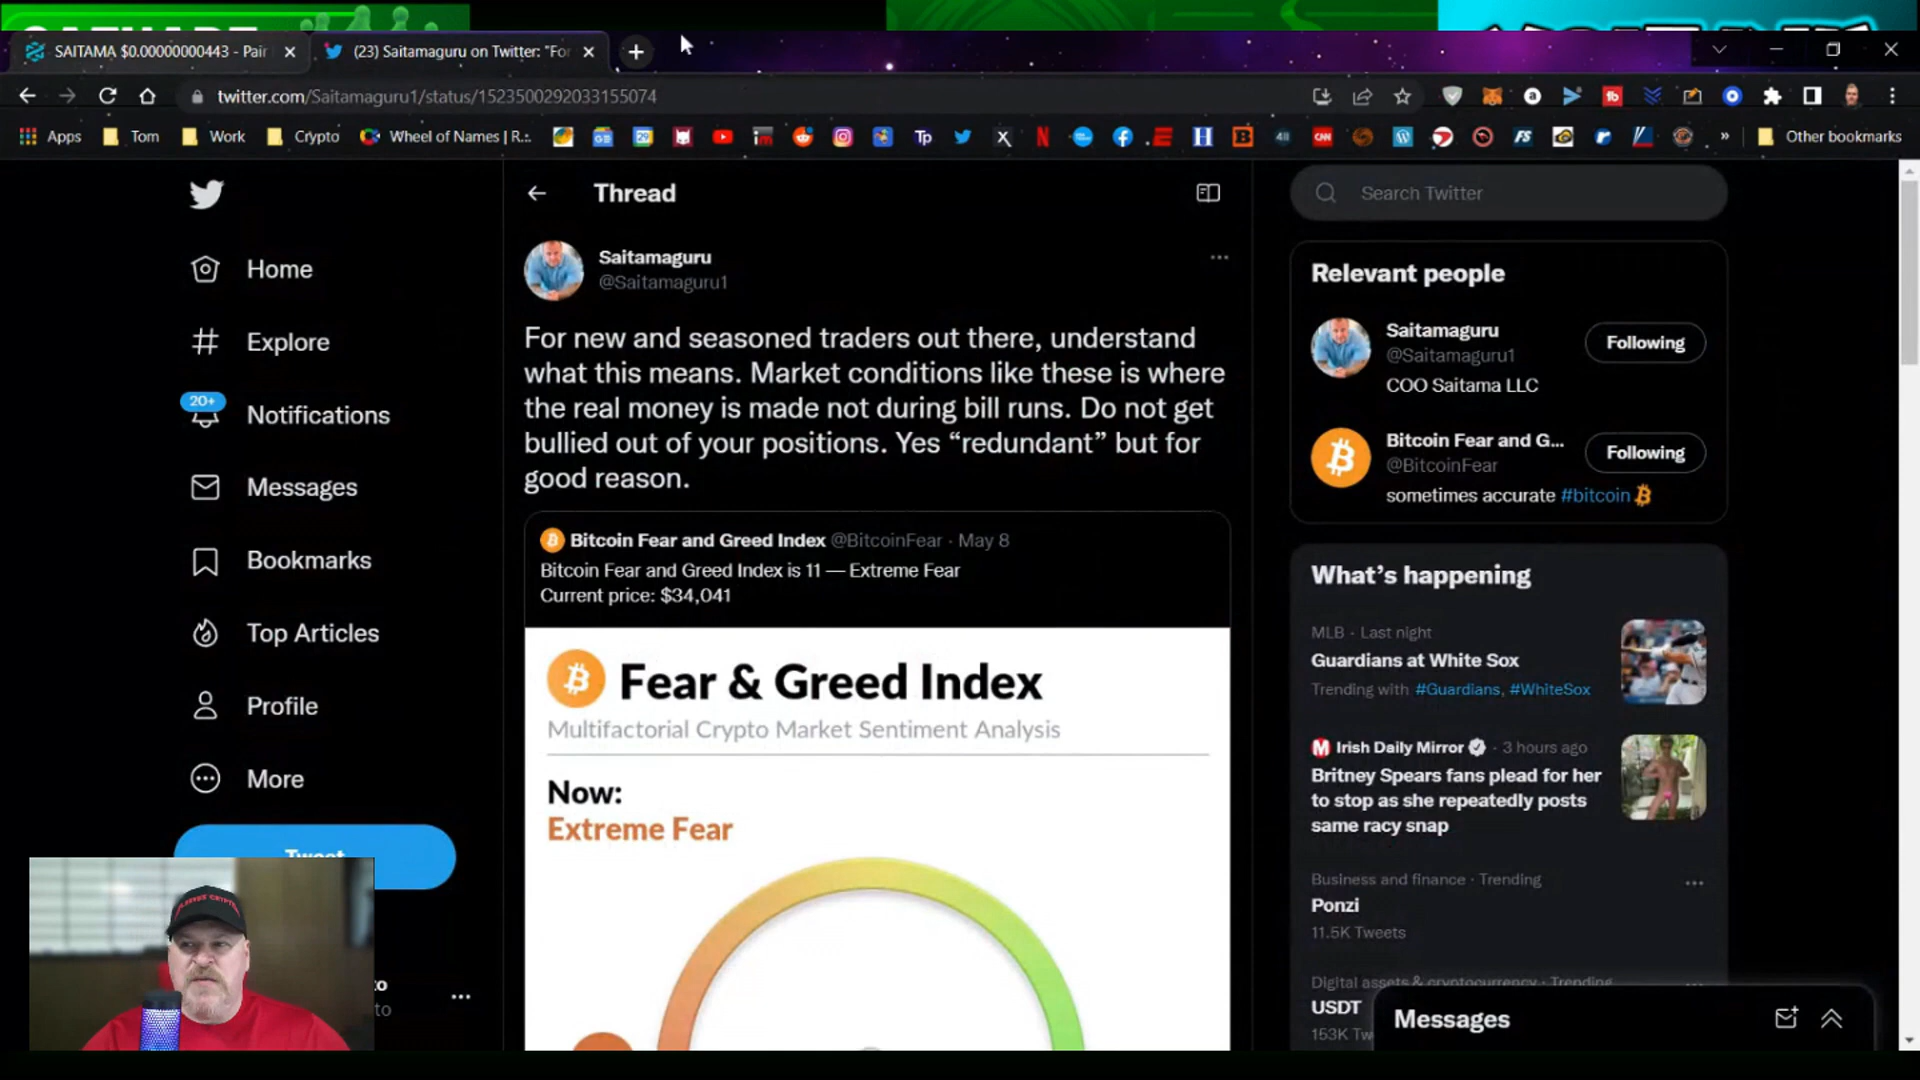 SAITAMA $0.00000000443 - Pair
(23) Saitamaguru on Twitter: "For
twitter.com/Saitamaguru1/status/1523500292033155074
Apps
Tom
Work
Crypto
Wheel of Names | R...
Other bookmarks
Home
Explore
20+
Notifications
Messages
Bookmarks
Top Articles
Profile
More
Tweet
Thread
Saitamaguru
@Saitamaguru1
For new and seasoned traders out there, understand
what this means. Market conditions like these is where
the real money is made not during bill runs. Do not get
bullied out of your positions. Yes “redundant” but for
good reason.
Bitcoin Fear and Greed Index @BitcoinFear · May 8
Bitcoin Fear and Greed Index is 11 — Extreme Fear
Current price: $34,041
Fear & Greed Index
Multifactorial Crypto Market Sentiment Analysis
Now:
Extreme Fear
Search Twitter
Relevant people
Saitamaguru
@Saitamaguru1
Following
COO Saitama LLC
Bitcoin Fear and G...
@BitcoinFear
Following
sometimes accurate #bitcoin
What’s happening
MLB · Last night
Guardians at White Sox
Trending with #Guardians, #WhiteSox
Irish Daily Mirror · 3 hours ago
Britney Spears fans plead for her
to stop as she repeatedly posts
same racy snap
Business and finance · Trending
Ponzi
11.5K Tweets
Digital assets & cryptocurrency · Trending
USDT
153K Tw
Messages